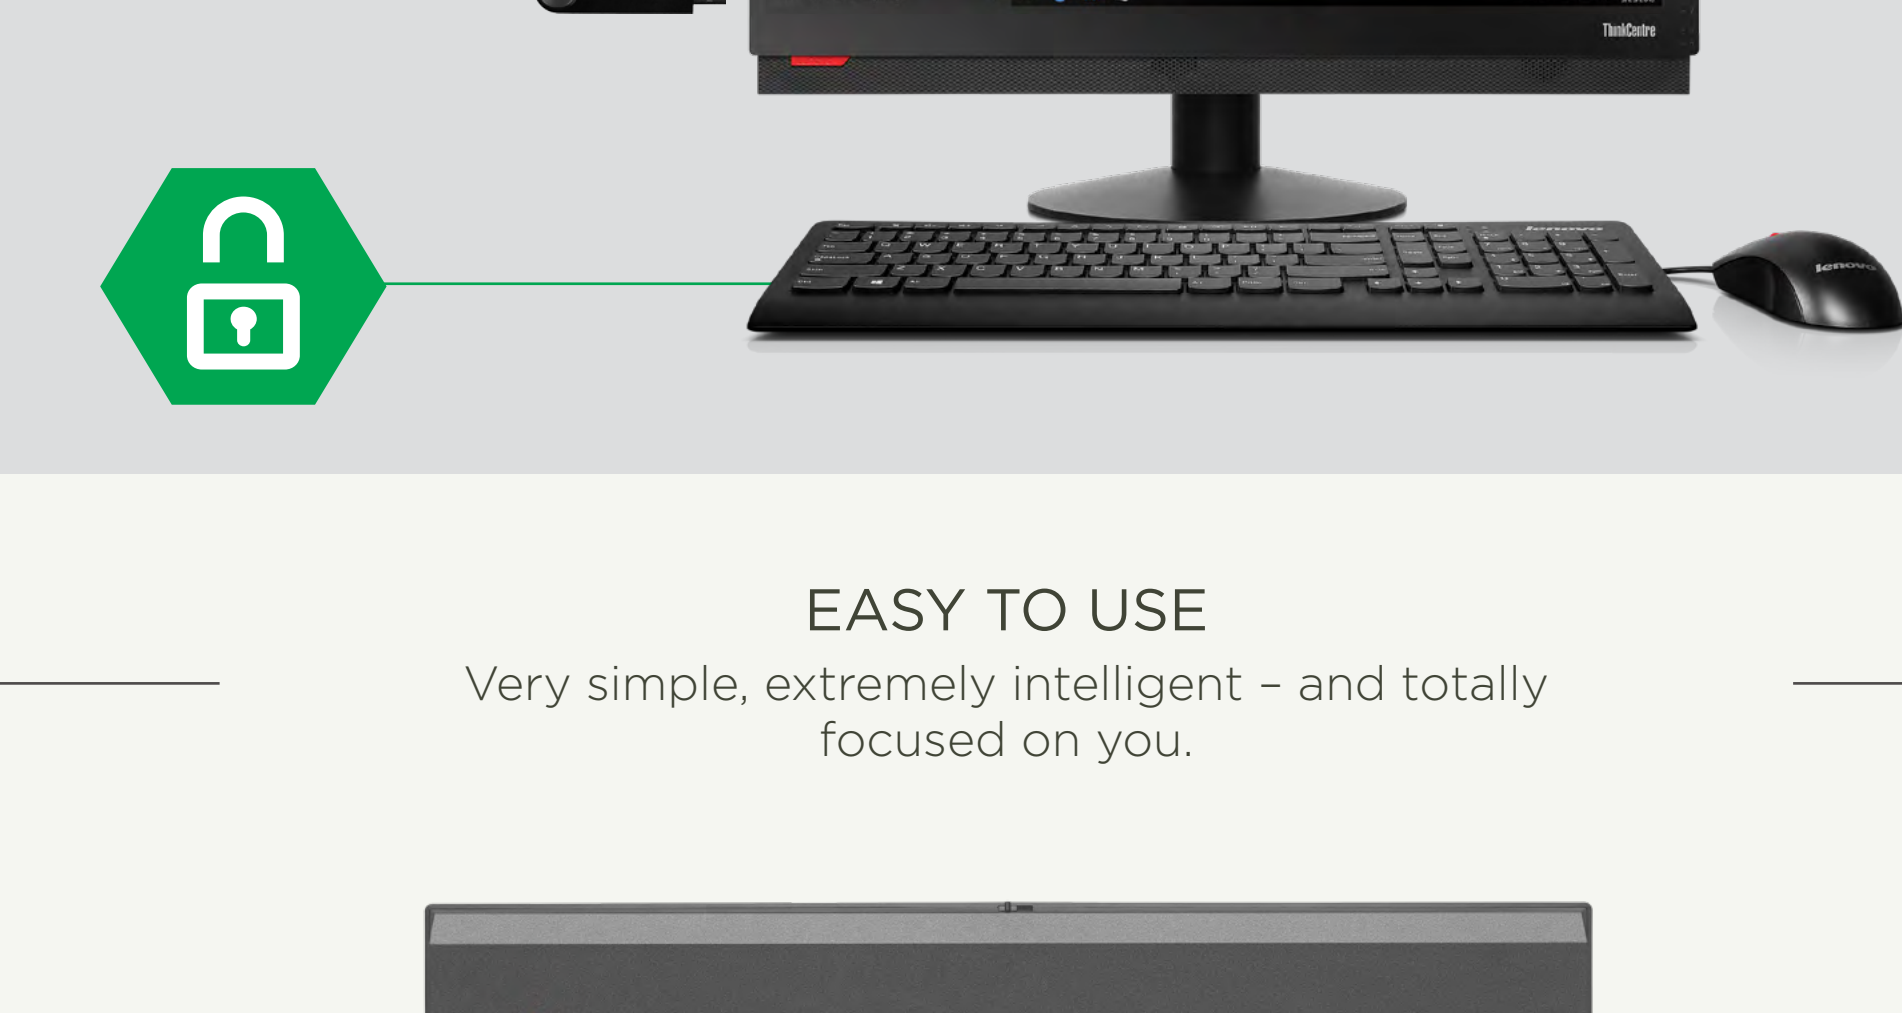 ThinkCentre
lenovo
lenovo
EASY TO USE
Very simple, extremely intelligent – and totally
focused on you.